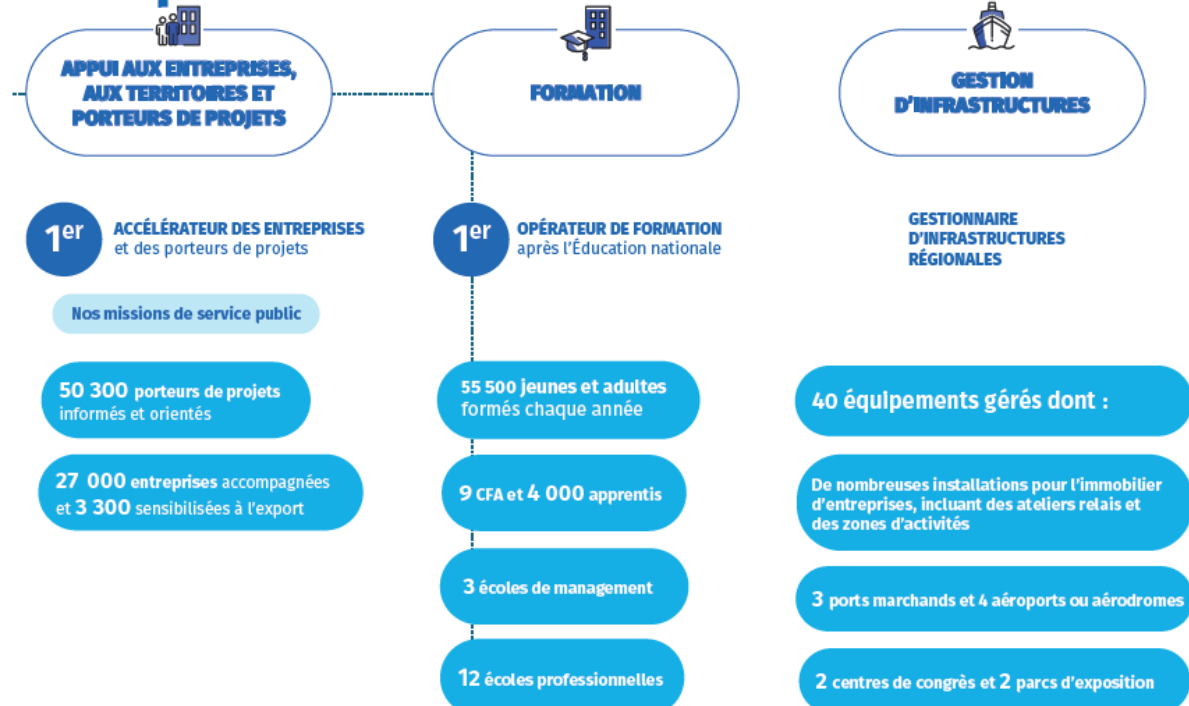 APPUI AUX ENTREPRISES,
AUX TERRITOIRES ET
PORTEURS DE PROJETS
1er
ACCÉLÉRATEUR DES ENTREPRISES
et des porteurs de projets
Nos missions de service public
50 300 porteurs de projets
informés et orientés
27 000 entreprises accompagnées
et 3 300 sensibilisées à l'export
FORMATION
1er
OPÉRATEUR DE FORMATION
après l'Éducation nationale
55 500 jeunes et adultes
formés chaque année
9 CFA et 4 000 apprentis
3 écoles de management
12 écoles professionnelles
GESTION
D'INFRASTRUCTURES
GESTIONNAIRE
D'INFRASTRUCTURES
RÉGIONALES
40 équipements gérés dont :
De nombreuses installations pour l'immobilier
d'entreprises, incluant des ateliers relais et
des zones d'activités
3 ports marchands et 4 aéroports ou aérodromes
2 centres de congrès et 2 parcs d'exposition